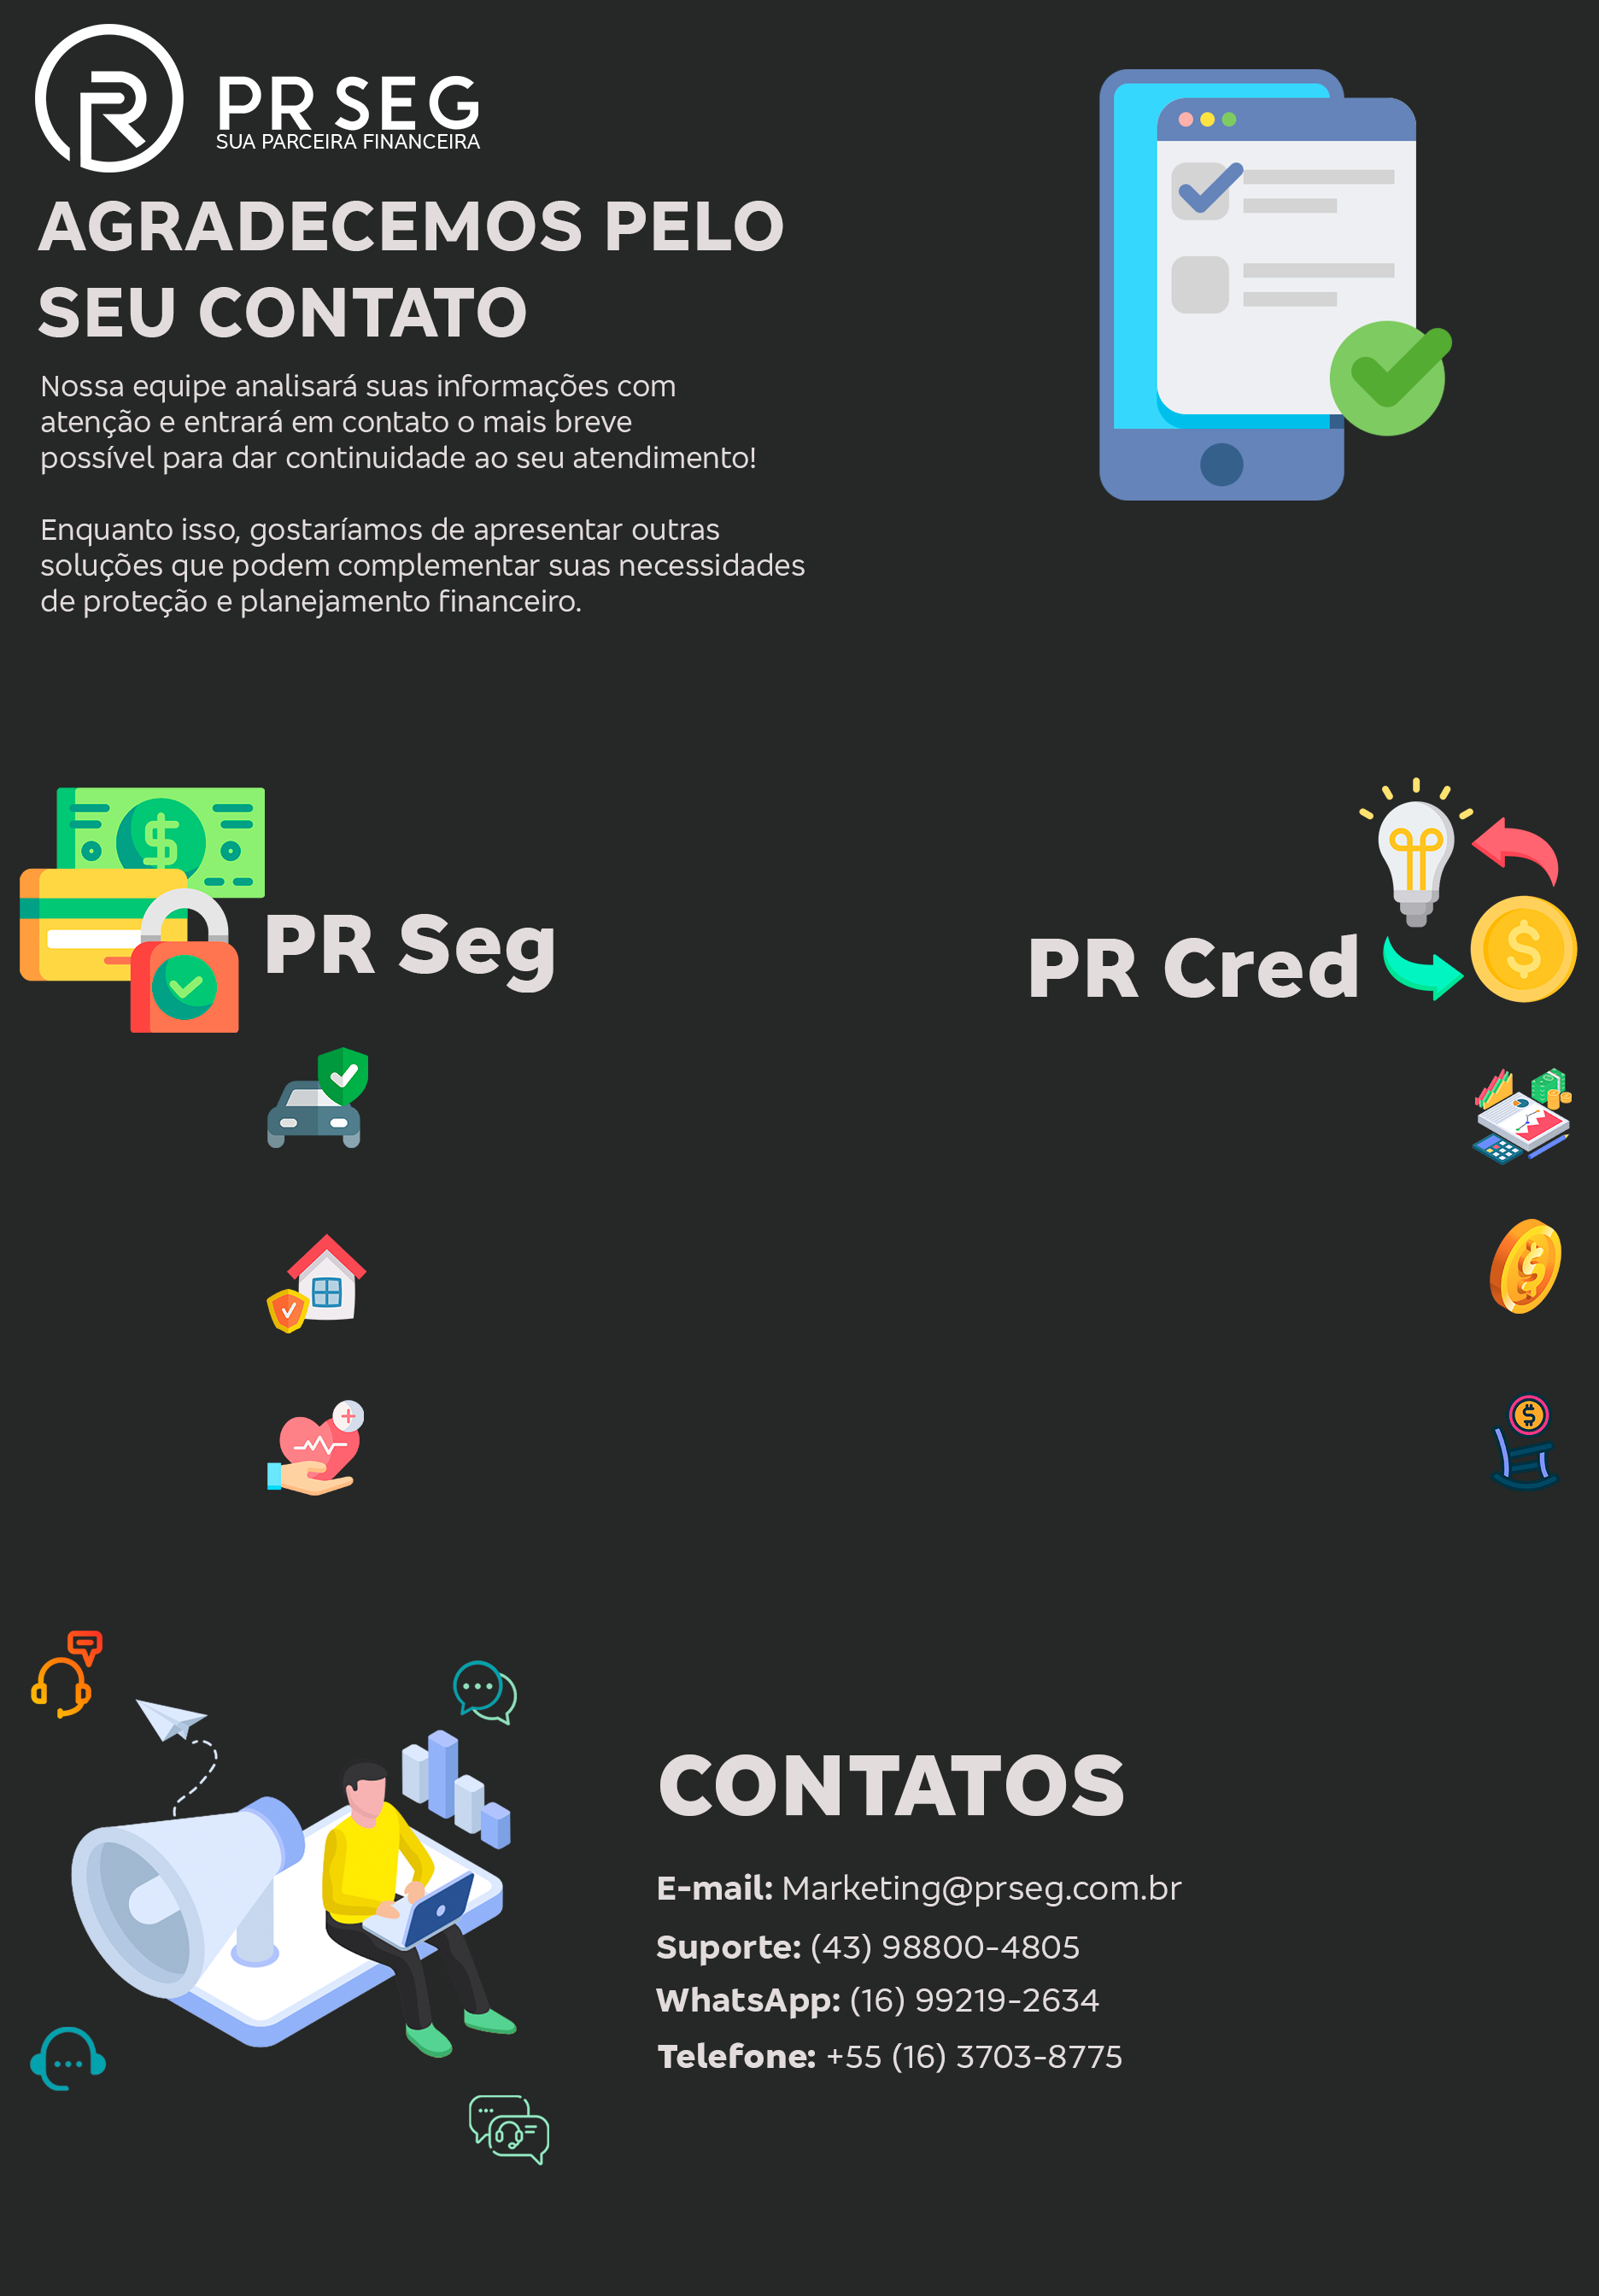 PR SEG
SUA PARCEIRA FINANCEIRA
AGRADECEMOS PELO
SEU CONTATO
Nossa equipe analisará suas informações com
atenção e entrará em contato o mais breve
possível para dar continuidade ao seu atendimento!
Enquanto isso, gostaríamos de apresentar outras
soluções que podem complementar suas necessidades
de proteção e planejamento financeiro.
PR Seg
PR Cred
CONTATOS
E-mail: Marketing@prseg.com.br
Suporte: (43) 98800-4805
WhatsApp: (16) 99219-2634
Telefone: +55 (16) 3703-8775